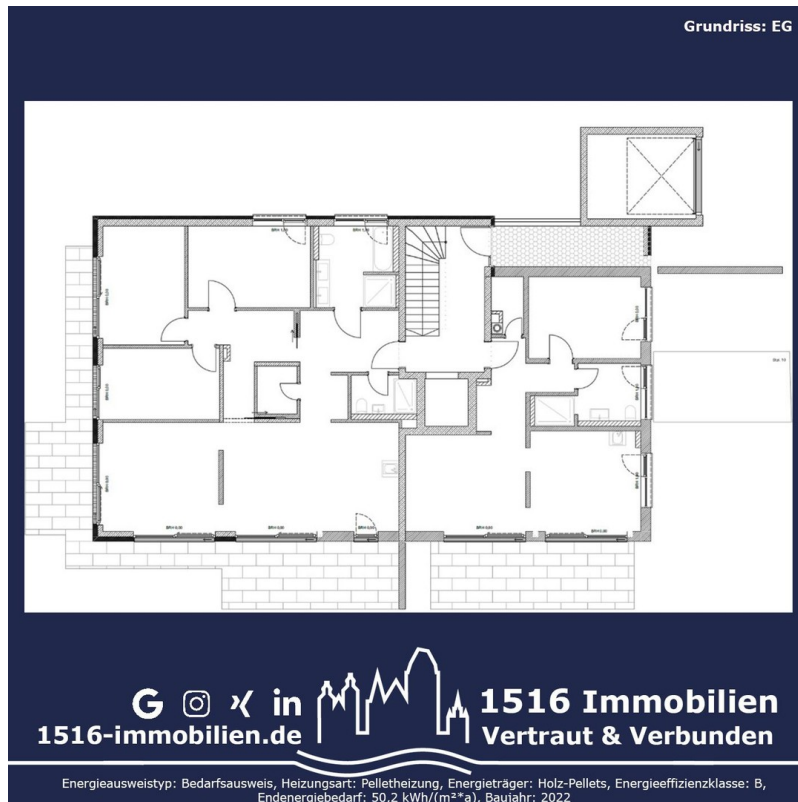 Grundriss: EG
1516 Immobilien
1516-immobilien.de
Vertraut & Verbunden
Energieausweistyp: Bedarfsausweis, Heizungsart: Pelletheizung, Energieträger: Holz-Pellets, Energieeffizienzklasse: B,
Endenergiebedarf: 50,2 kWh/(m²*a), Baujahr: 2022